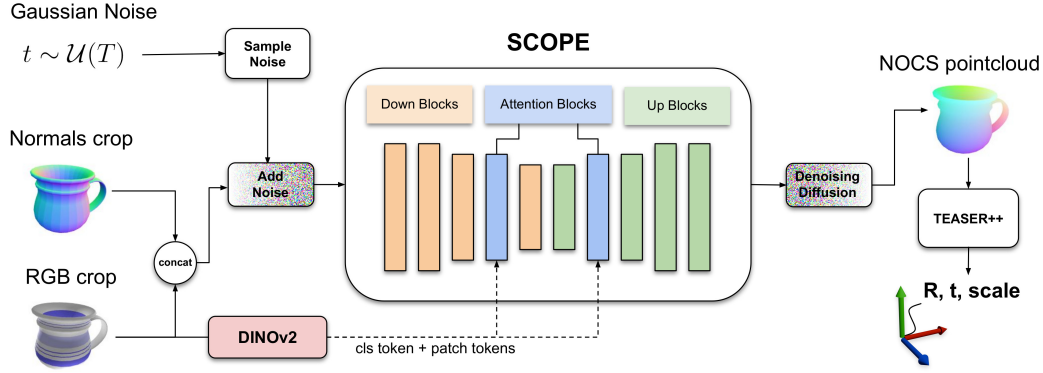 Gaussian Noise
t ∼ U(T)
Sample
Noise
SCOPE
NOCS pointcloud
Down Blocks
Attention Blocks
Up Blocks
Normals crop
Add
Noise
Denoising
Diffusion
TEASER++
concat
RGB crop
R, t, scale
DINOv2
cls token + patch tokens